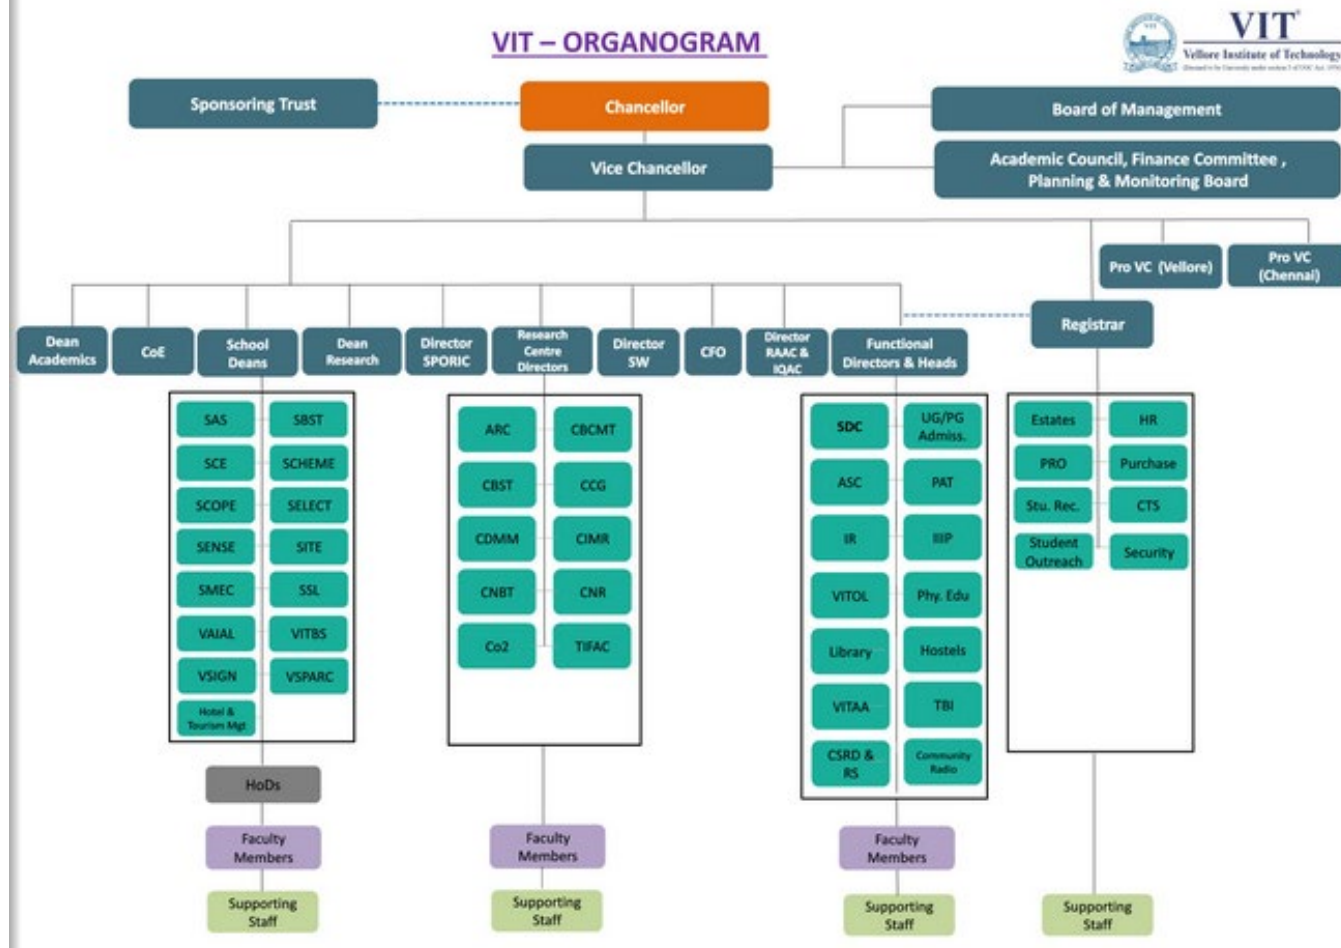 VIT – ORGANOGRAM
VIT
Vellore Institute of Technology
Sponsoring Trust
Chancellor
Board of Management
Vice Chancellor
Academic Council, Finance Committee ,
Planning & Monitoring Board
Pro VC (Vellore)
Pro VC
(Chennai)
Registrar
Dean
Academics
CoE
School
Deans
Dean
Research
Director
SPORIC
Research
Centre
Directors
Director
SW
CFO
Director
RAAC &
IQAC
Functional
Directors & Heads
SAS
SBST
SCE
SCHEME
SCOPE
SELECT
SENSE
SITE
SMEC
SSL
VAIAL
VITBS
VSIGN
VSPARC
Hotel &
Tourism Mgt
HoDs
Faculty
Members
Supporting
Staff
ARC
CBCMT
CBST
CCG
CDMM
CIMR
CNBT
CNR
Co2
TIFAC
Faculty
Members
Supporting
Staff
SDC
UG/PG
Admiss.
ASC
PAT
IR
IIIP
VITOL
Phy. Edu
Library
Hostels
VITAA
TBI
CSRD &
RS
Community
Radio
Faculty
Members
Supporting
Staff
Estates
HR
PRO
Purchase
Stu. Rec.
CTS
Student
Outreach
Security
Supporting
Staff